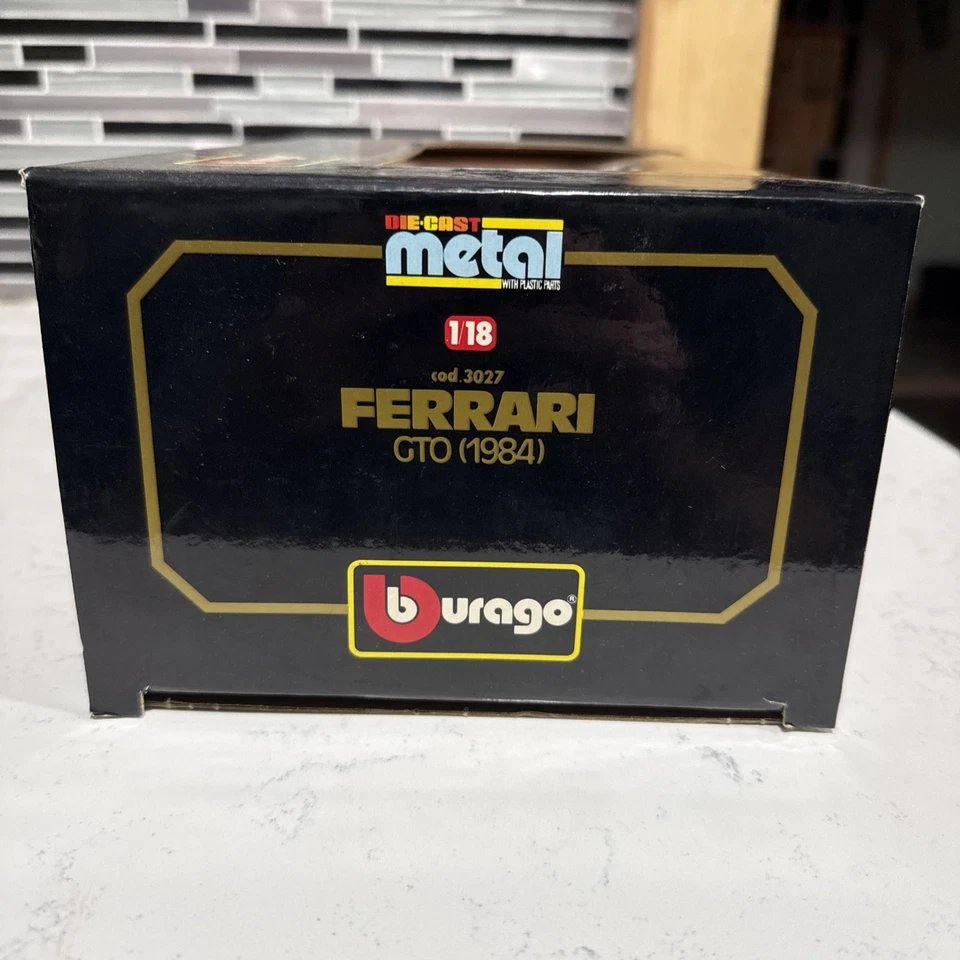 DIE-CAST
metal
WITH PLASTIC PARTS
1/18
cod.3027
FERRARI
GTO (1984)
burago®